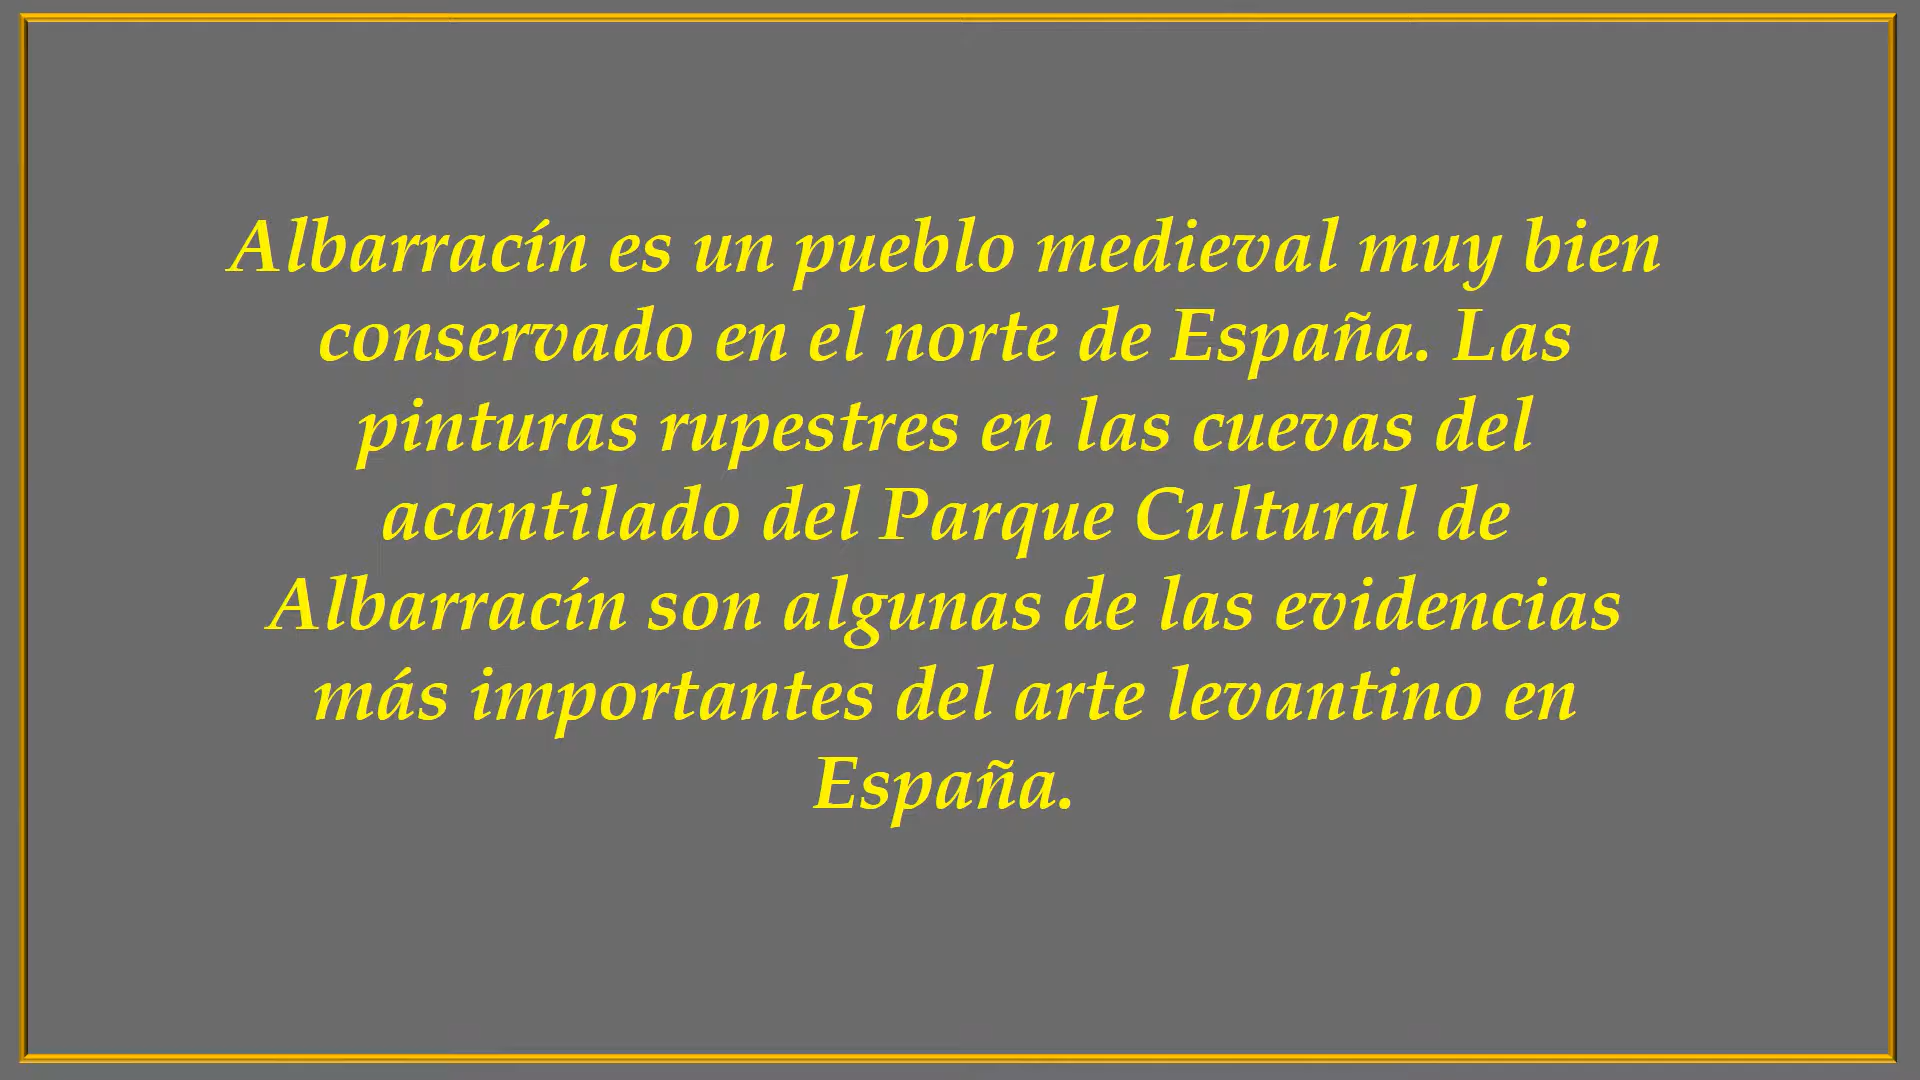 Albarracín es un pueblo medieval muy bien
conservado en el norte de España. Las
pinturas rupestres en las cuevas del
acantilado del Parque Cultural de
Albarracín son algunas de las evidencias
más importantes del arte levantino en
España.